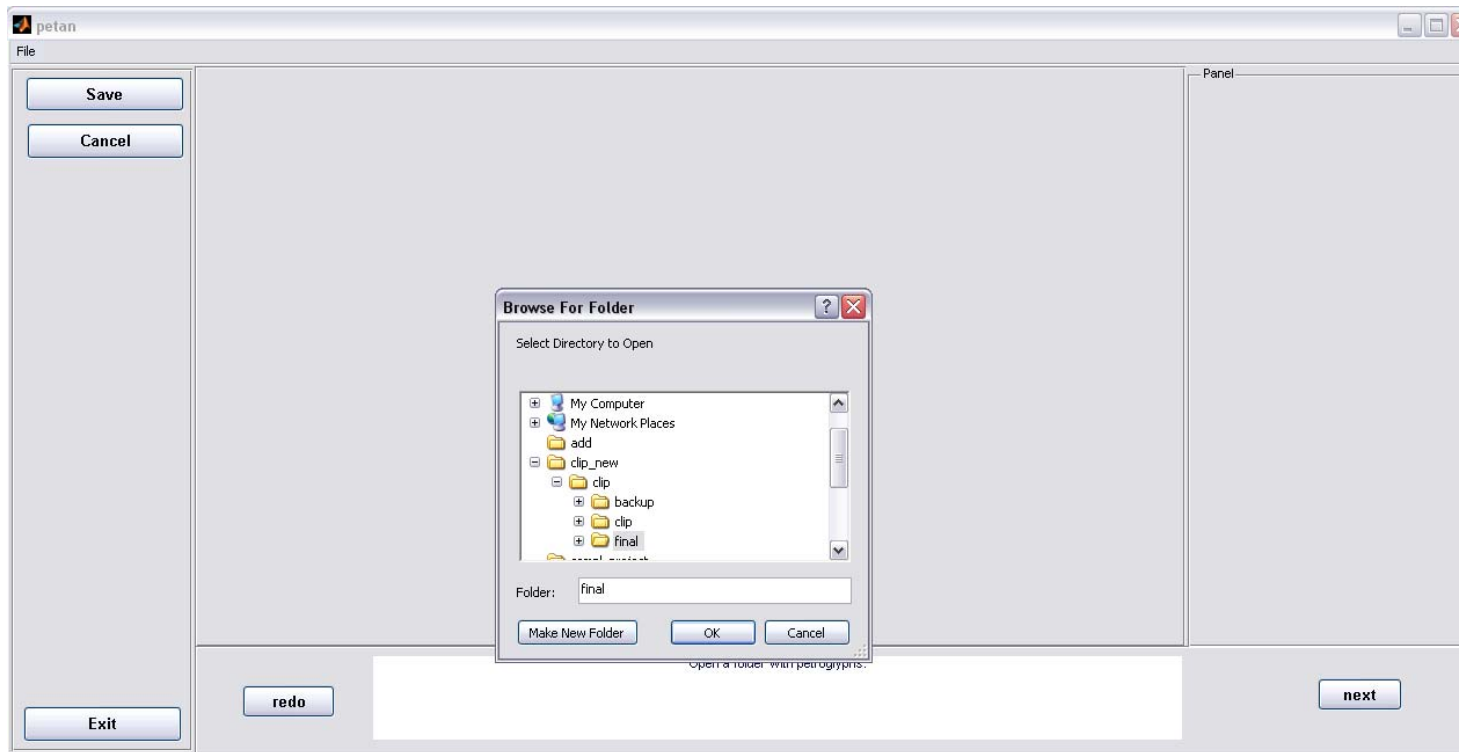 petan
File
Save
Cancel
Panel
Browse For Folder
Select Directory to Open
My Computer
My Network Places
add
clip_new
clip
backup
clip
final
Folder: final
Make New Folder OK Cancel
Open a folder with petroglyphs.
redo
next
Exit